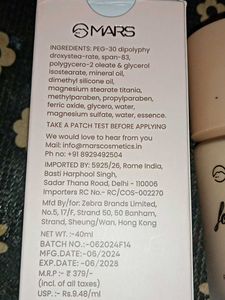 MARS
INGREDIENTS: PEG-30 dipolyphy
droxystea-rate, span-83,
polygycero-2 oleate & glycerol
isostearate, mineral oil,
dimethyl silicone oil,
magnesium stearate titania,
methylparaben, propylparaben,
ferric oxide, glycero, water,
magnesium sulfate, water, essence.
TAKE A PATCH TEST BEFORE APPLYING
We would love to hear from you
Mail id: info@marscosmetics.in
Ph no: +91 8929492504
IMPORTED BY: 5925/26, Rome India,
Basti Harphool Singh,
Sadar Thana Road, Delhi - 110006
Importers RC No.- RC/COS-002270
Mfd By/for: Zebra Brands Limited,
No.5, 17/F, Strand 50, 50 Bonham,
Strand, Sheung/Wan. Hong Kong
NET WT. :-40ml
BATCH NO.:-062024F14
MFG.DATE :-06/2024
EXP.DATE :-06/2028
M.R.P :- ₹ 379/-
(incl. of all taxes)
USP :- Rs.9.48/ml